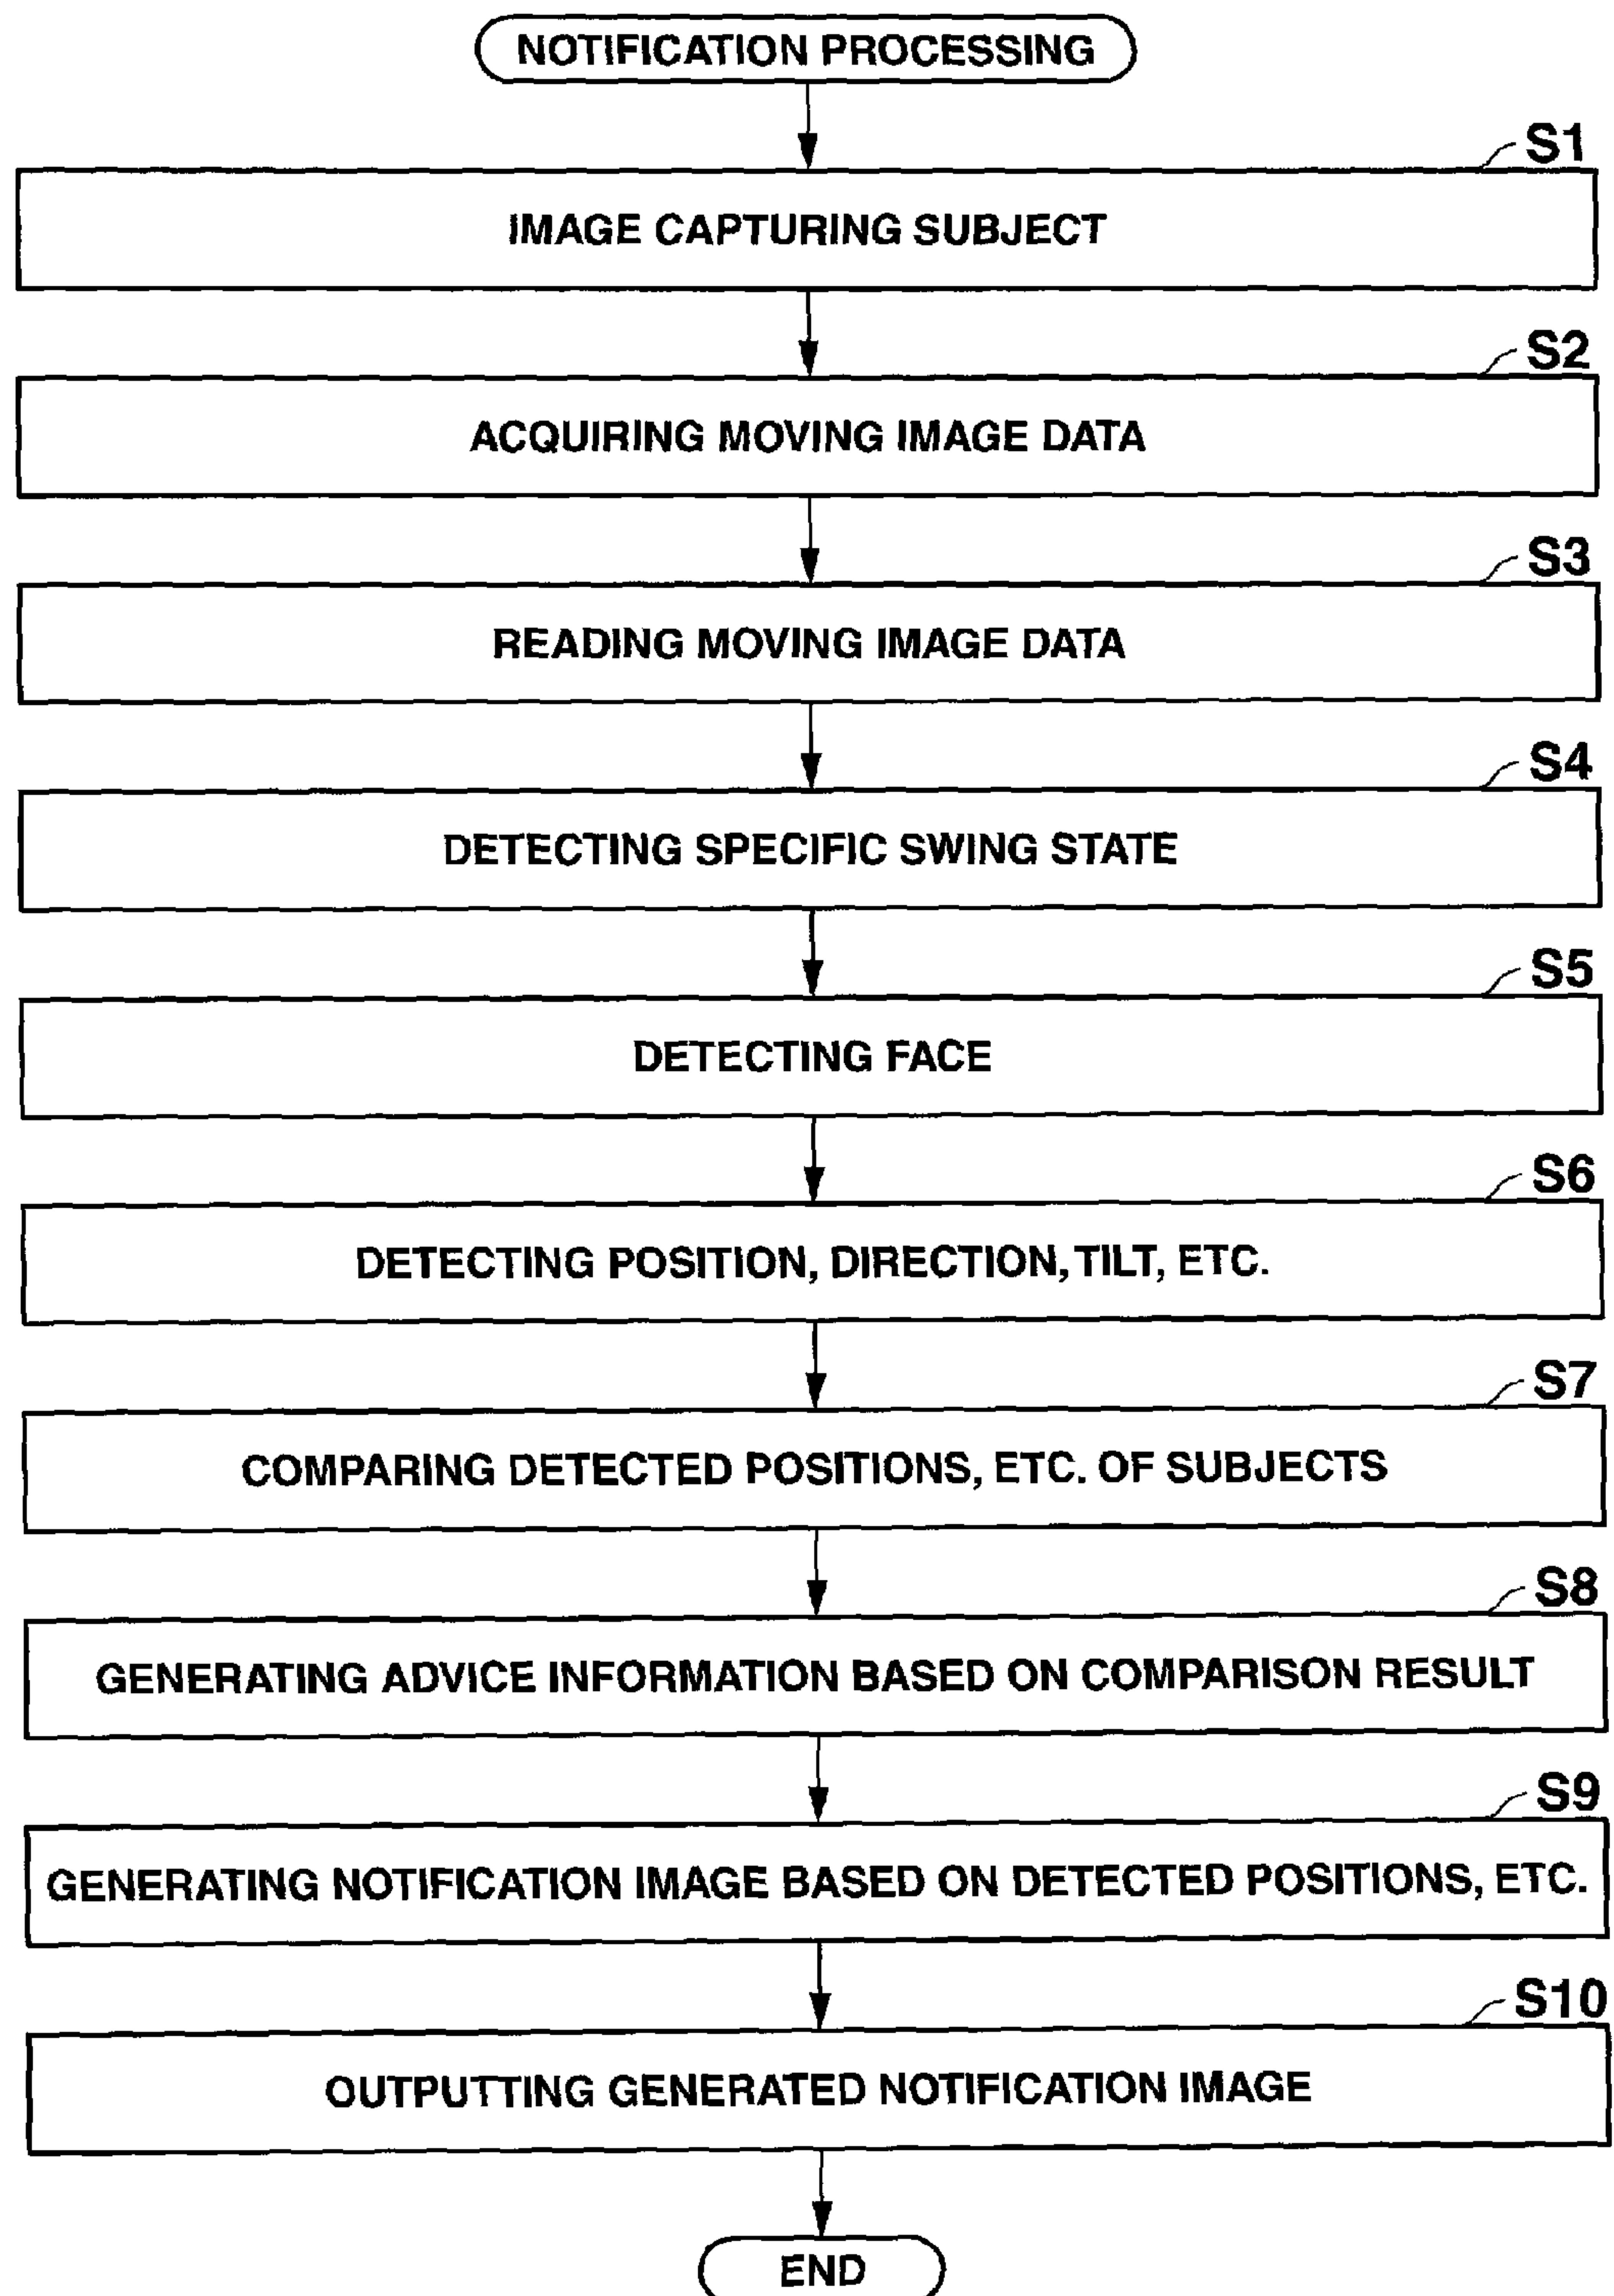 NOTIFICATION PROCESSING
S1
IMAGE CAPTURING SUBJECT
S2
ACQUIRING MOVING IMAGE DATA
S3
READING MOVING IMAGE DATA
S4
DETECTING SPECIFIC SWING STATE
S5
DETECTING FACE
S6
DETECTING POSITION, DIRECTION, TILT, ETC.
S7
COMPARING DETECTED POSITIONS, ETC. OF SUBJECTS
S8
GENERATING ADVICE INFORMATION BASED ON COMPARISON RESULT
S9
GENERATING NOTIFICATION IMAGE BASED ON DETECTED POSITIONS, ETC.
S10
OUTPUTTING GENERATED NOTIFICATION IMAGE
END